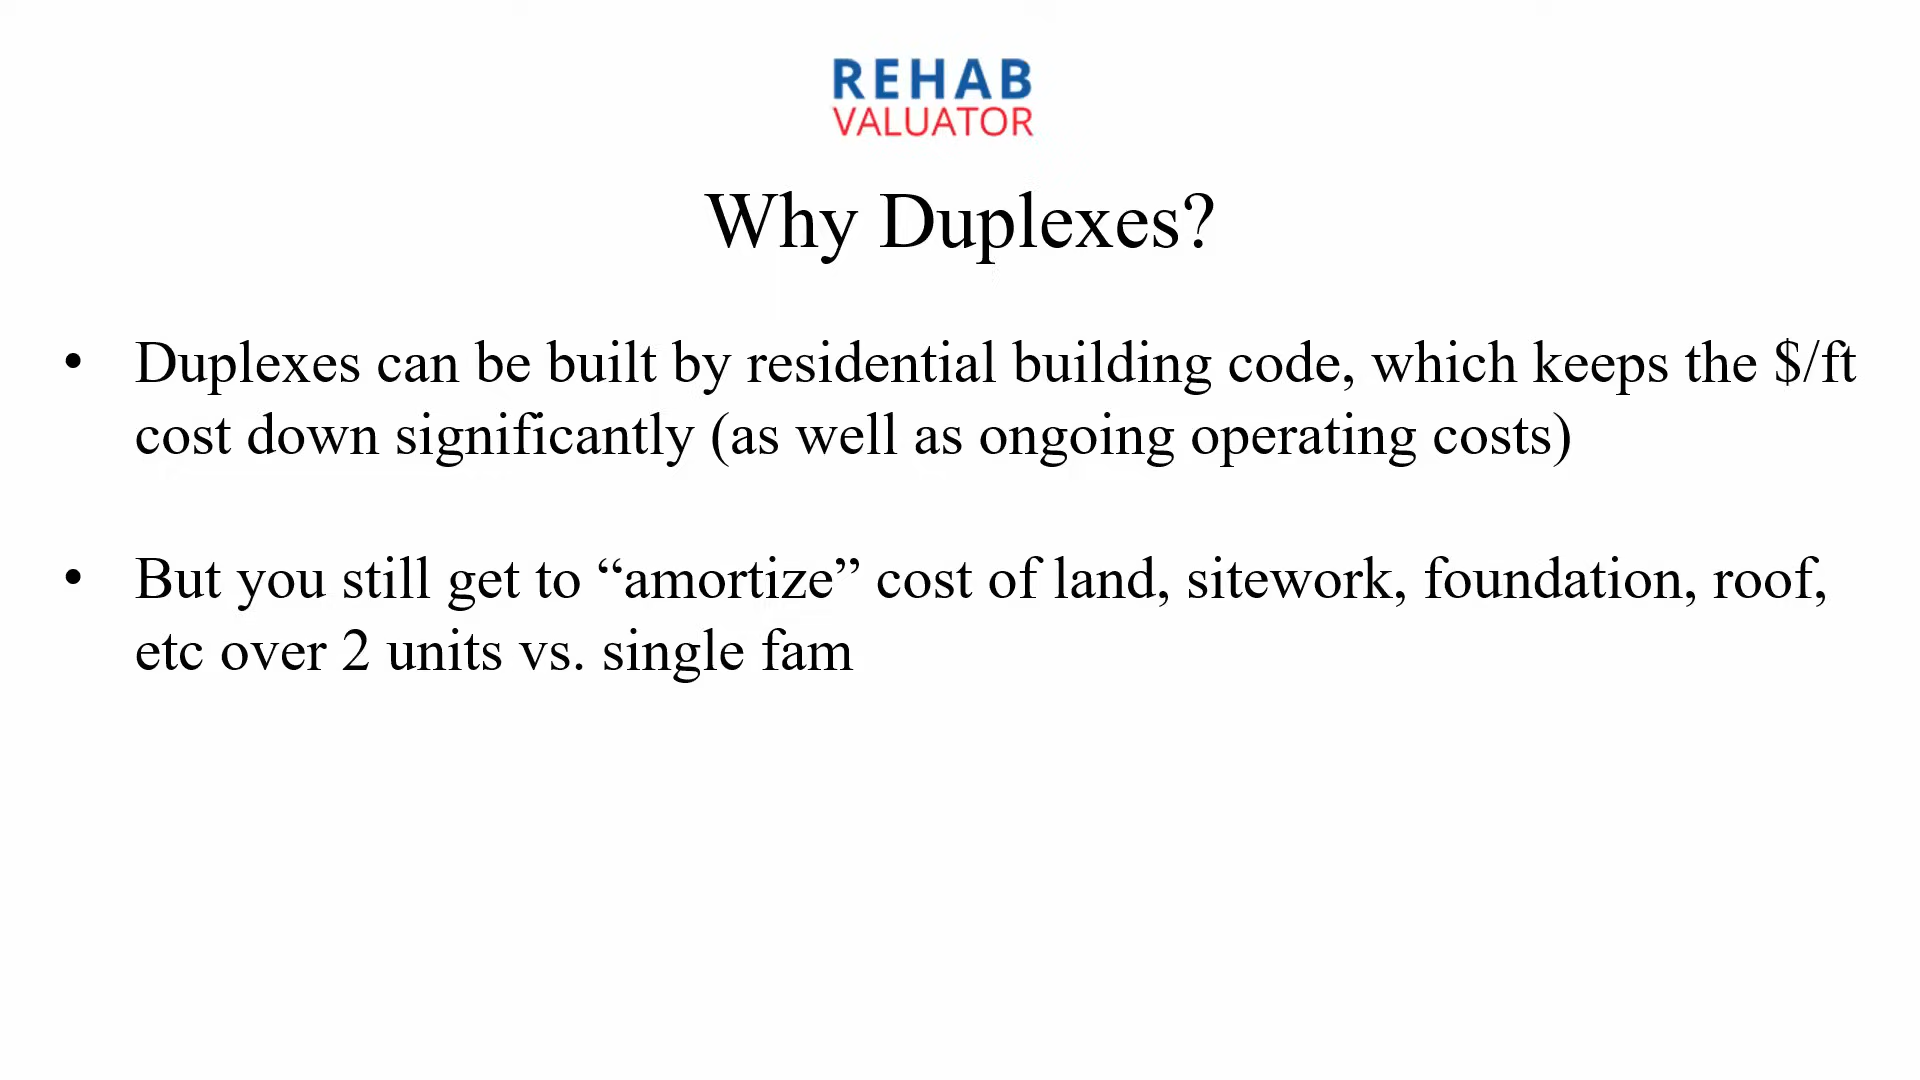 REHAB
VALUATOR
Why Duplexes?
• Duplexes can be built by residential building code, which keeps the $/ft
cost down significantly (as well as ongoing operating costs)
• But you still get to “amortize” cost of land, sitework, foundation, roof,
etc over 2 units vs. single fam